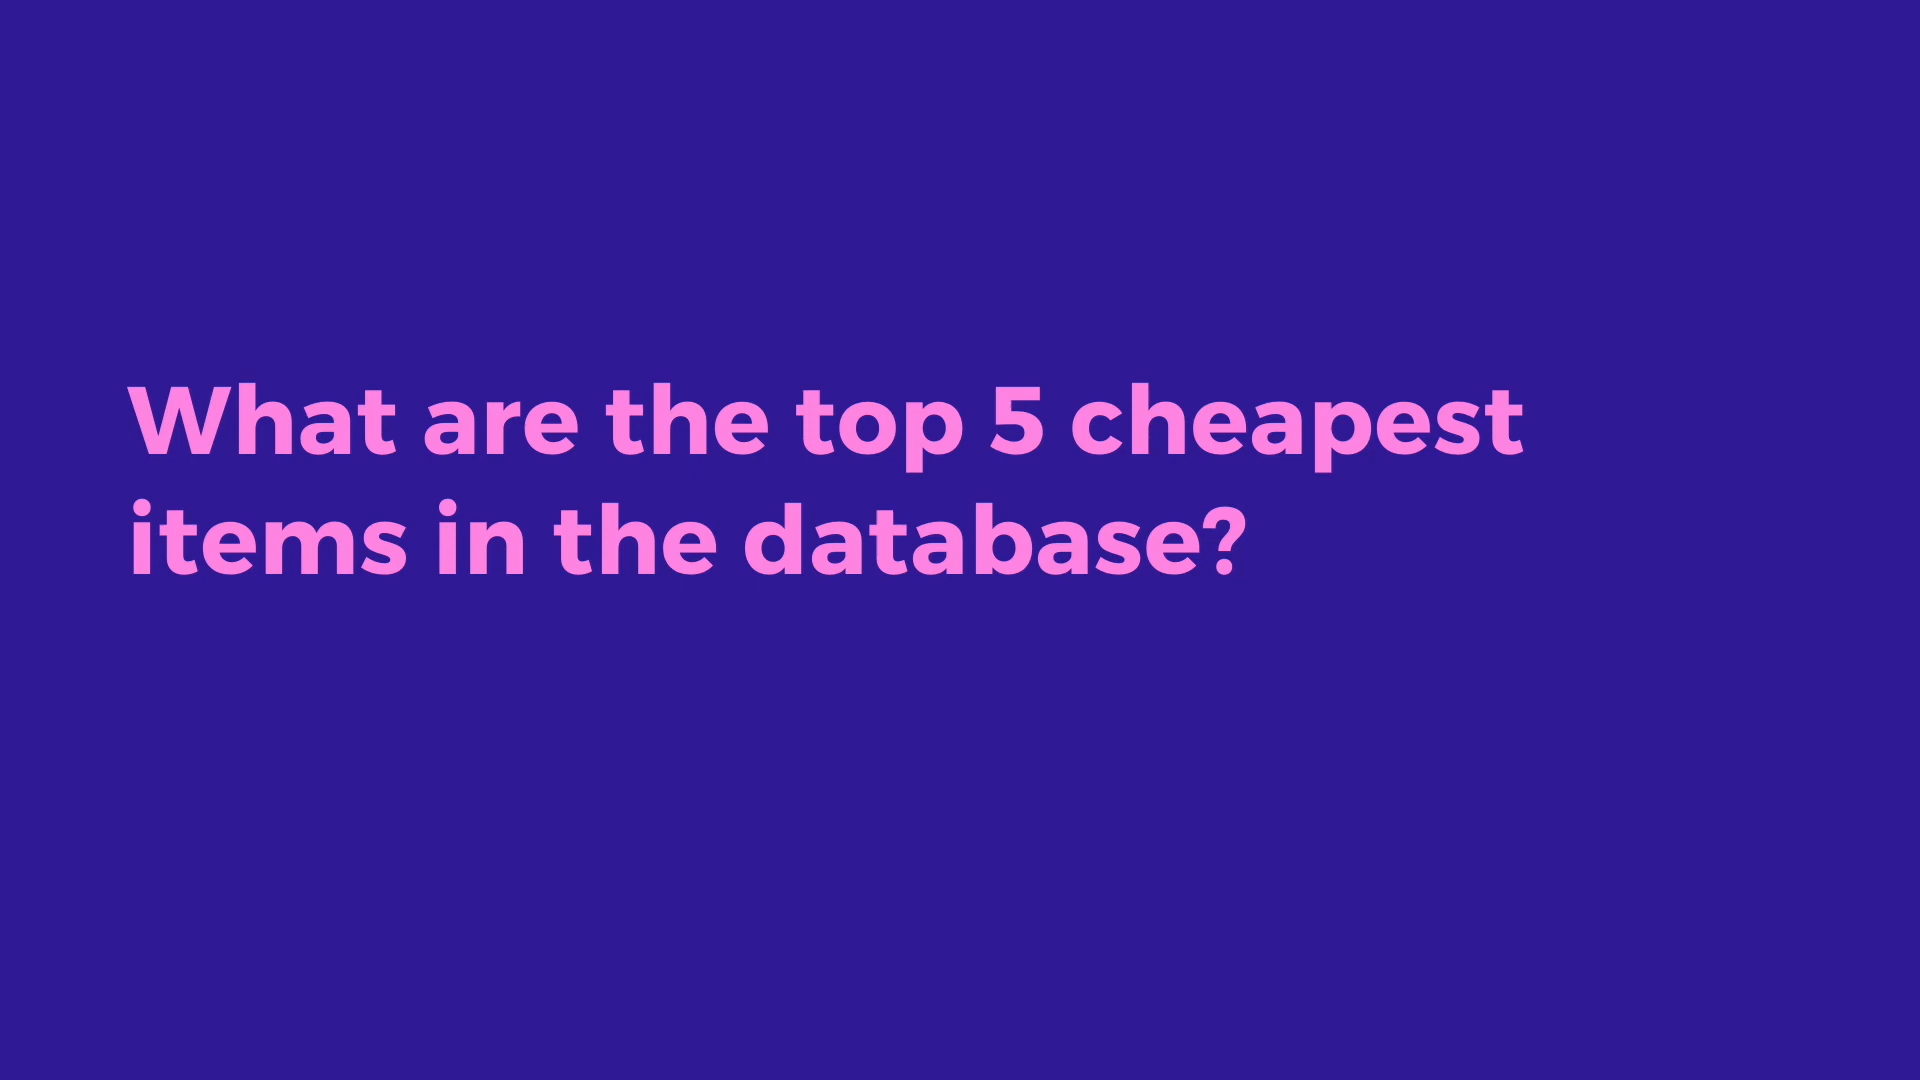 What are the top 5 cheapest
items in the database?